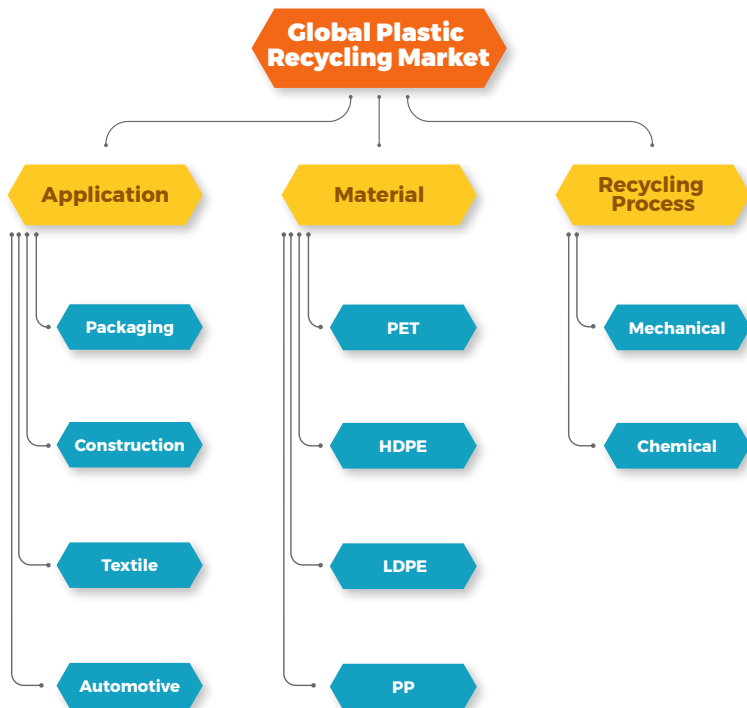 Global Plastic
Recycling Market
Application
Packaging
Construction
Textile
Automotive
Material
PET
HDPE
LDPE
PP
Recycling
Process
Mechanical
Chemical